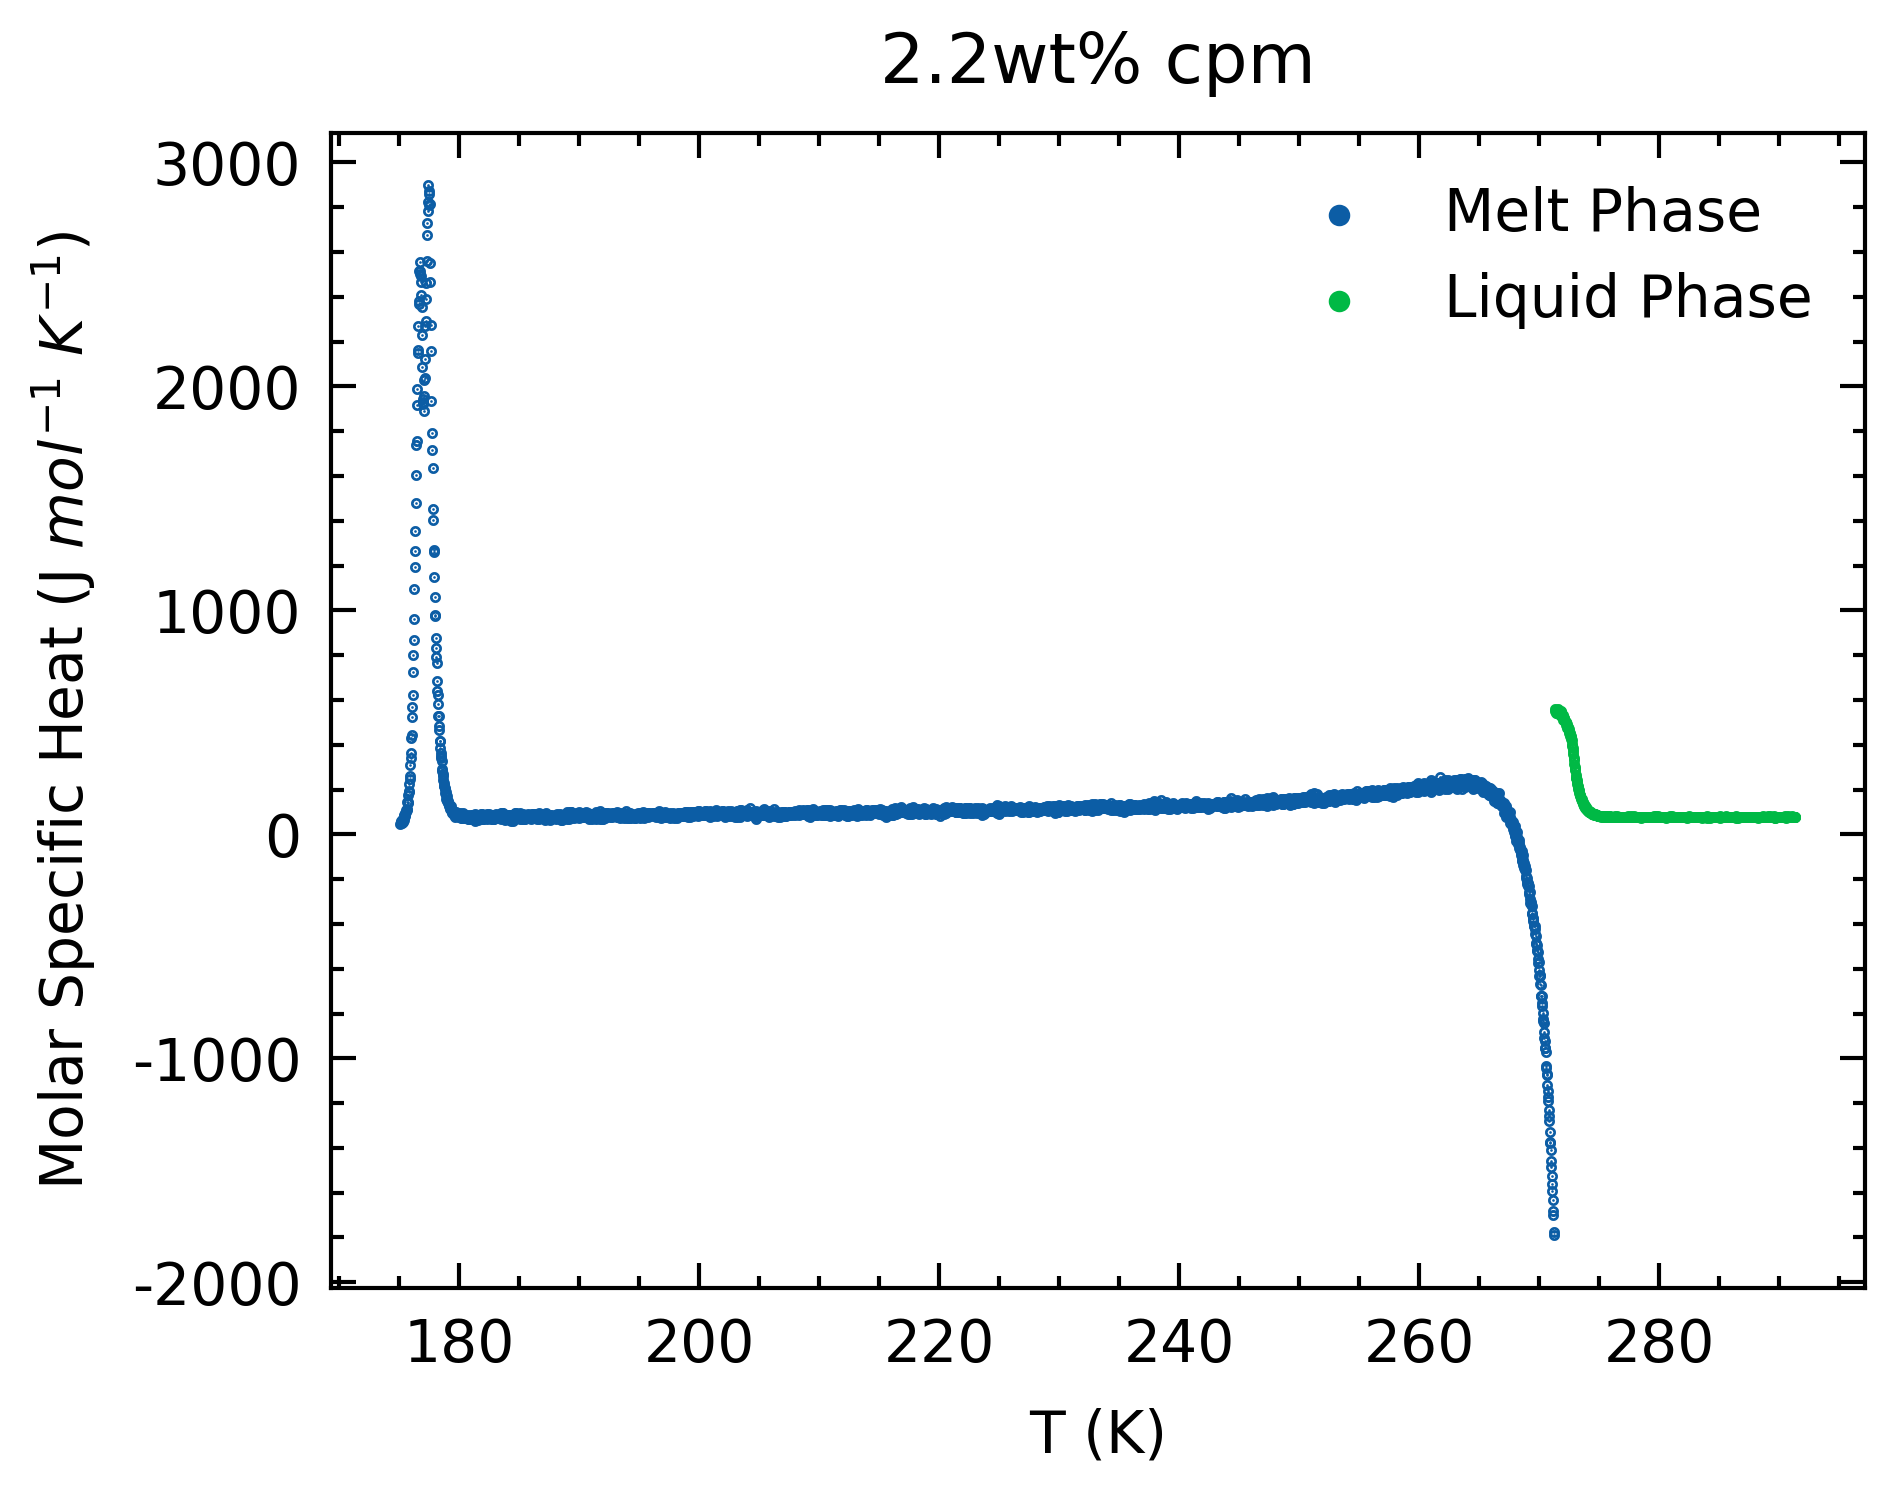 2.2wt% cpm
Molar Specific Heat (J mol⁻¹ K⁻¹)
3000
2000
1000
0
-1000
-2000
Melt Phase
Liquid Phase
180 200 220 240 260 280
T (K)